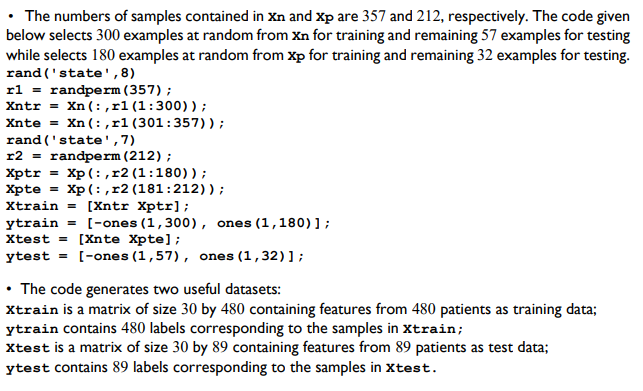 • The numbers of samples contained in Xn and Xp are 357 and 212, respectively. The code given
below selects 300 examples at random from Xn for training and remaining 57 examples for testing
while selects 180 examples at random from Xp for training and remaining 32 examples for testing.
rand('state',8)
r1 = randperm(357);
Xntr = Xn(:,r1(1:300));
Xnte = Xn(:,r1(301:357));
rand('state',7)
r2 = randperm(212);
Xptr = Xp(:,r2(1:180));
Xpte = Xp(:,r2(181:212));
Xtrain = [Xntr Xptr];
ytrain = [-ones(1,300), ones(1,180)];
Xtest = [Xnte Xpte];
ytest = [-ones(1,57), ones(1,32)];
• The code generates two useful datasets:
Xtrain is a matrix of size 30 by 480 containing features from 480 patients as training data;
ytrain contains 480 labels corresponding to the samples in Xtrain;
Xtest is a matrix of size 30 by 89 containing features from 89 patients as test data;
ytest contains 89 labels corresponding to the samples in Xtest.